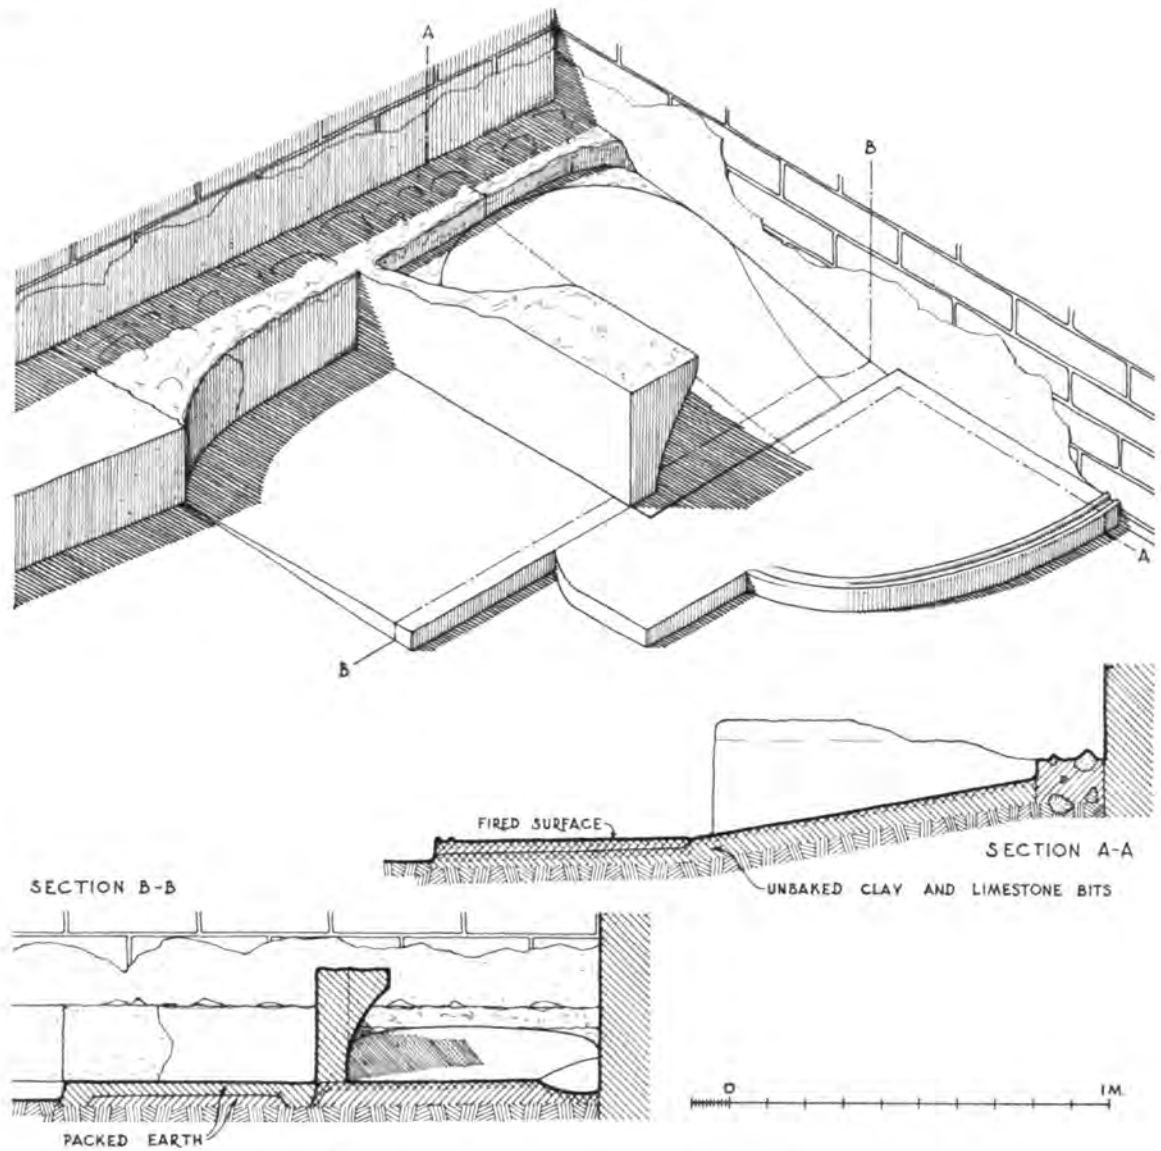 A
B
A
B
FIRED SURFACE
SECTION A-A
UNBAKED CLAY AND LIMESTONE BITS
SECTION B-B
0 1M.
PACKED EARTH